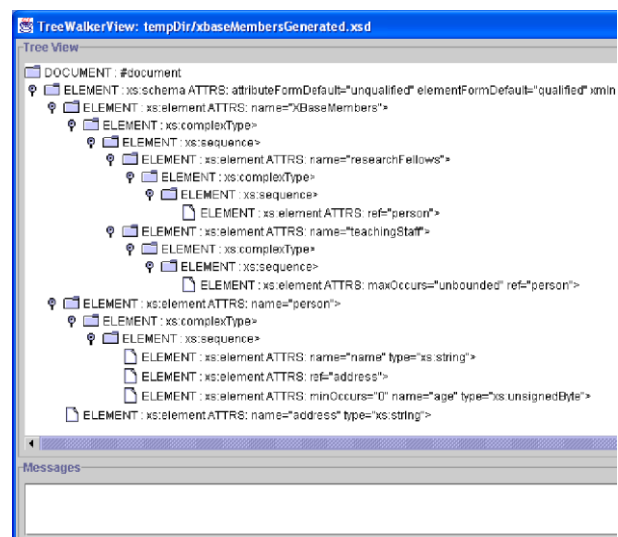 TreeWalkerView: tempDir/xbaseMembersGenerated.xsd
Tree View
DOCUMENT : #document
ELEMENT : xs:schema ATTRS: attributeFormDefault="unqualified" elementFormDefault="qualified" xmln
ELEMENT : xs:element ATTRS: name="XBaseMembers">
ELEMENT : xs:complexType>
ELEMENT : xs:sequence>
ELEMENT : xs:element ATTRS: name="researchFellows">
ELEMENT : xs:complexType>
ELEMENT : xs:sequence>
ELEMENT : xs:element ATTRS: ref="person">
ELEMENT : xs:element ATTRS: name="teachingStaff">
ELEMENT : xs:complexType>
ELEMENT : xs:sequence>
ELEMENT : xs:element ATTRS: maxOccurs="unbounded" ref="person">
ELEMENT : xs:element ATTRS: name="person">
ELEMENT : xs:complexType>
ELEMENT : xs:sequence>
ELEMENT : xs:element ATTRS: name="name" type="xs:string">
ELEMENT : xs:element ATTRS: ref="address">
ELEMENT : xs:element ATTRS: minOccurs="0" name="age" type="xs:unsignedByte">
ELEMENT : xs:element ATTRS: name="address" type="xs:string">
Messages